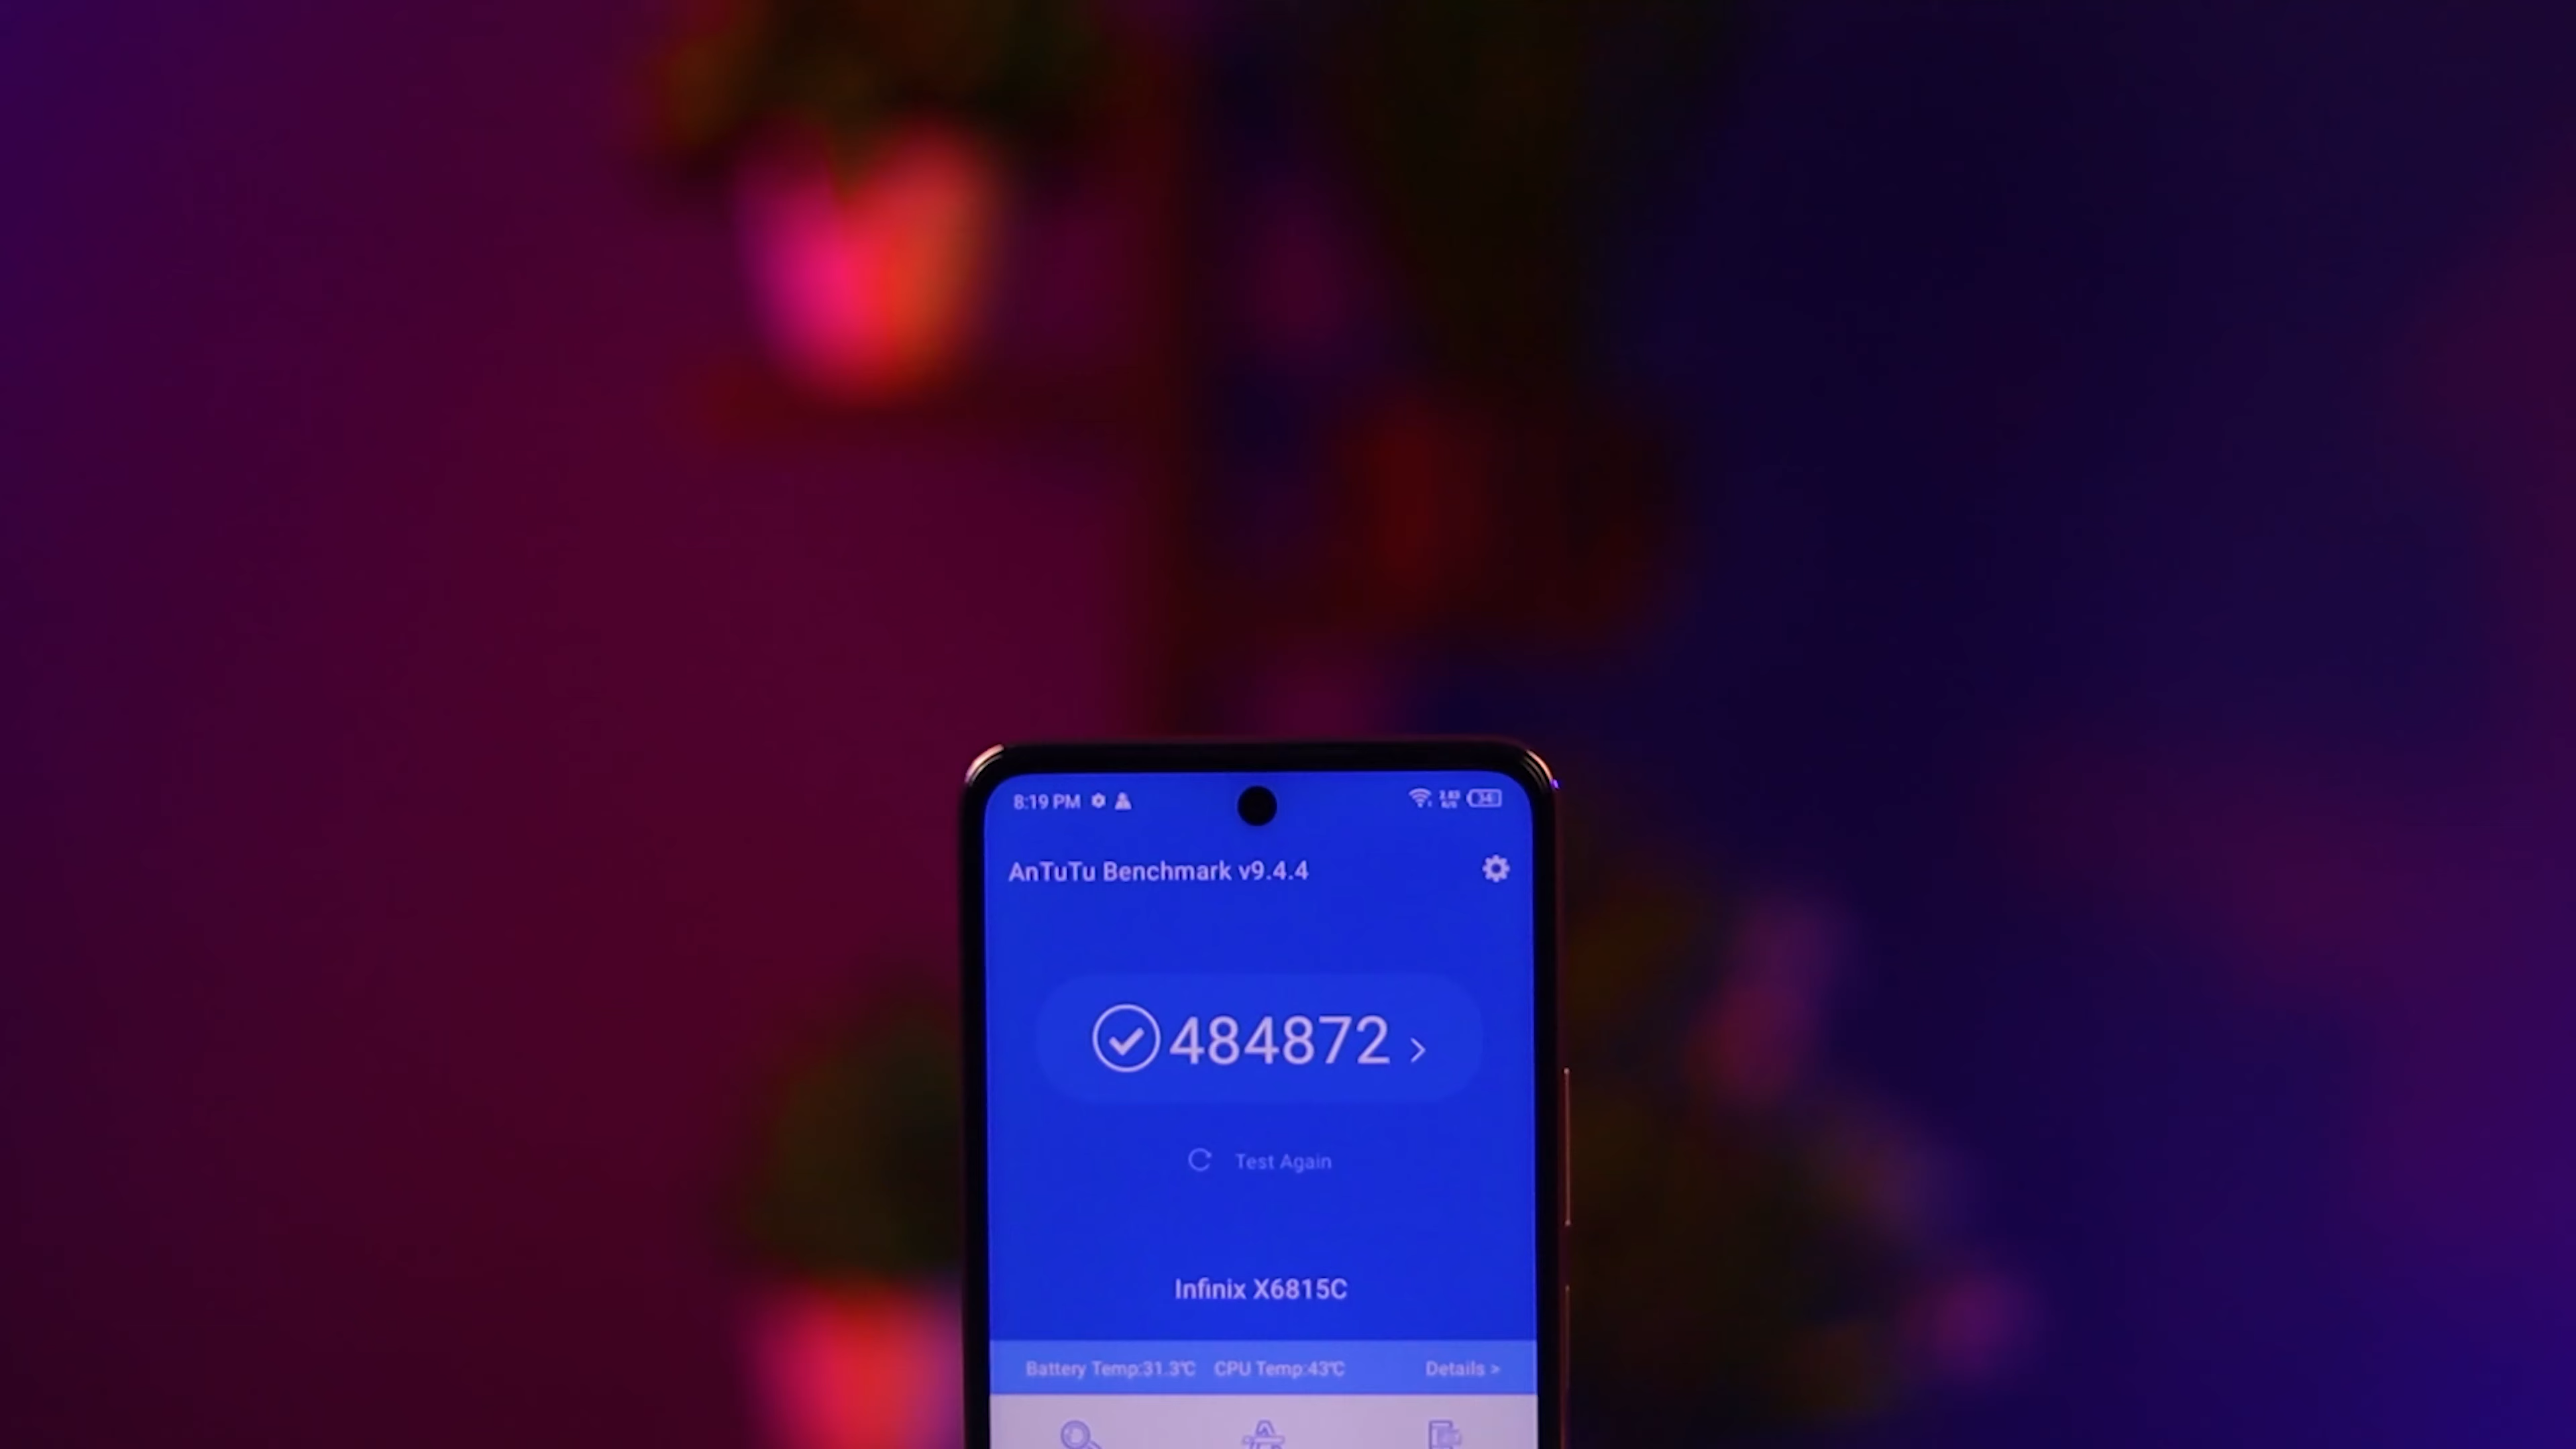 8:19 PM
AnTuTu Benchmark v9.4.4
484872 >
Test Again
Infinix X6815C
Battery Temp:31.3℃ CPU Temp:43℃ Details >